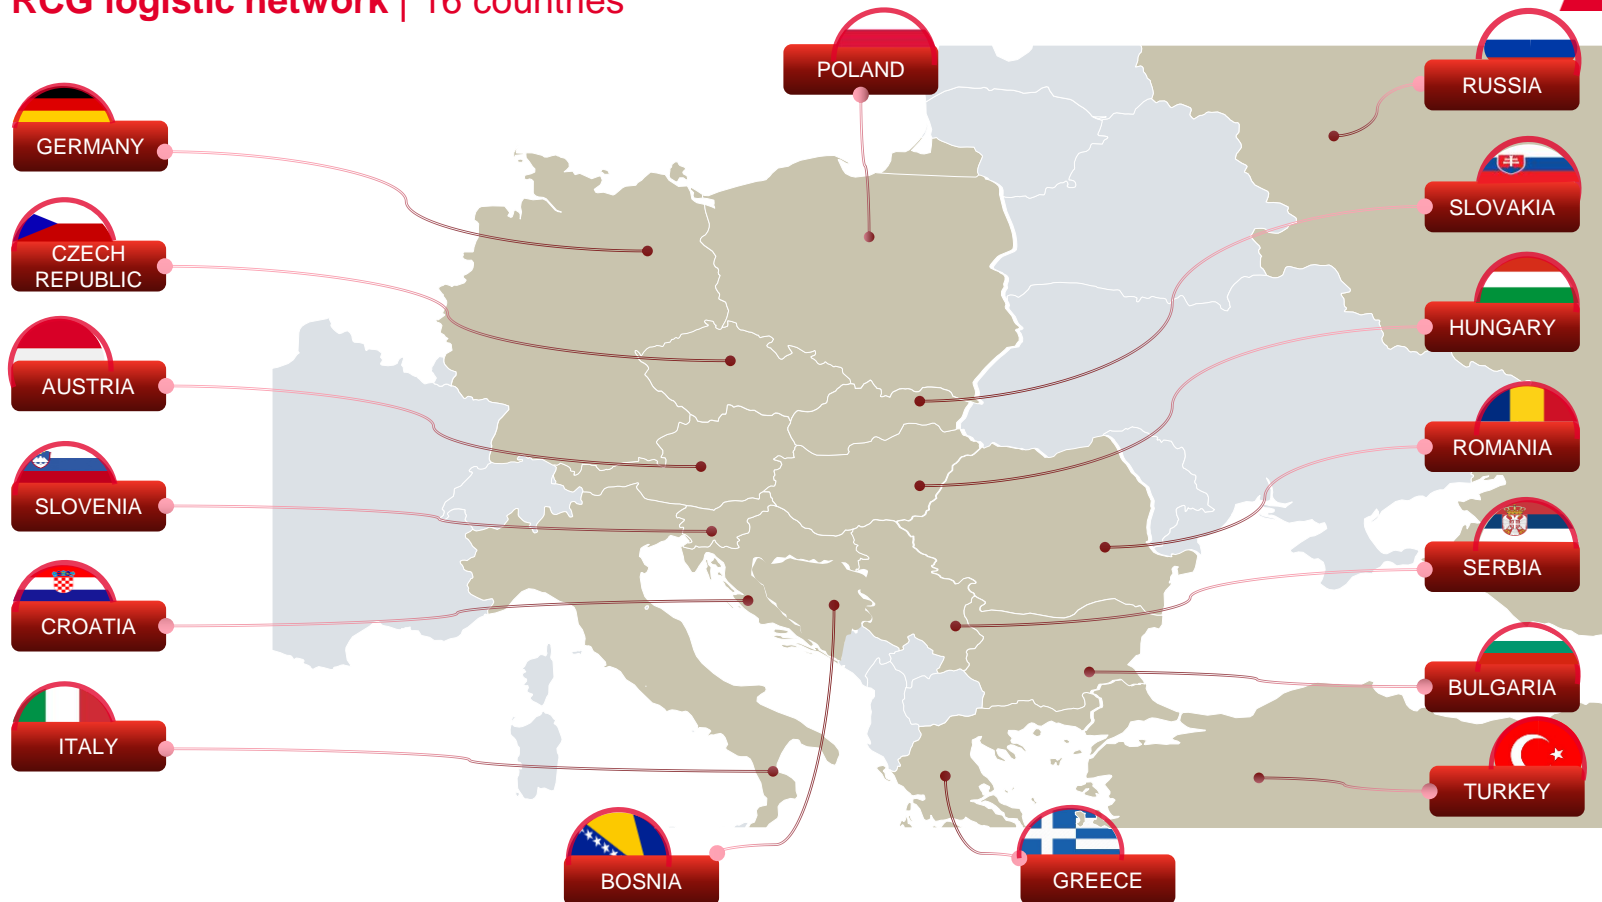 RCG logistic network | 16 countries
POLAND
RUSSIA
GERMANY
SLOVAKIA
CZECH
REPUBLIC
HUNGARY
AUSTRIA
ROMANIA
SLOVENIA
SERBIA
CROATIA
BULGARIA
ITALY
TURKEY
BOSNIA
GREECE